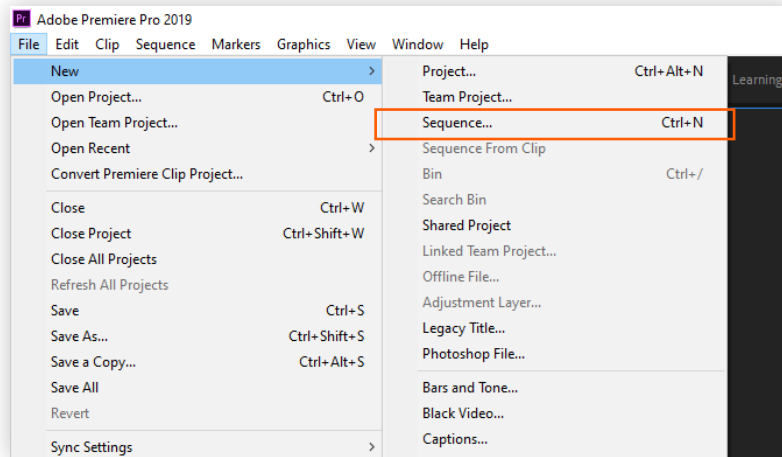 Pr Adobe Premiere Pro 2019
File Edit Clip Sequence Markers Graphics View Window Help
New >
Open Project... Ctrl+O
Open Team Project...
Open Recent >
Convert Premiere Clip Project...
Close Ctrl+W
Close Project Ctrl+Shift+W
Close All Projects
Refresh All Projects
Save Ctrl+S
Save As... Ctrl+Shift+S
Save a Copy... Ctrl+Alt+S
Save All
Revert
Sync Settings >
Project... Ctrl+Alt+N
Team Project...
Sequence... Ctrl+N
Sequence From Clip
Bin Ctrl+/
Search Bin
Shared Project
Linked Team Project...
Offline File...
Adjustment Layer...
Legacy Title...
Photoshop File...
Bars and Tone...
Black Video...
Captions...
Learning